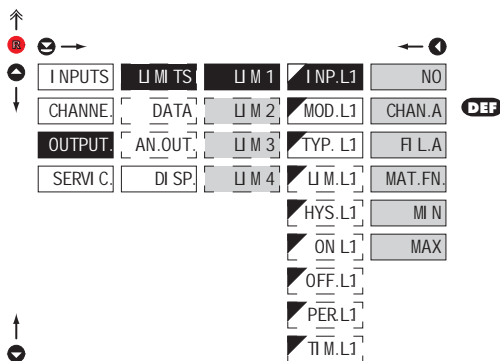 R
INPUTS LIMITS LIM 1 INP.L1 NO
CHANNE. DATA LIM 2 MOD.L1 CHAN.A DEF
OUTPUT. AN.OUT. LIM 3 TYP. L1 FIL.A
SERVIC. DISP. LIM 4 LIM.L1 MAT.FN.
HYS.L1 MIN
ON L1 MAX
OFF.L1
PER.L1
TIM.L1